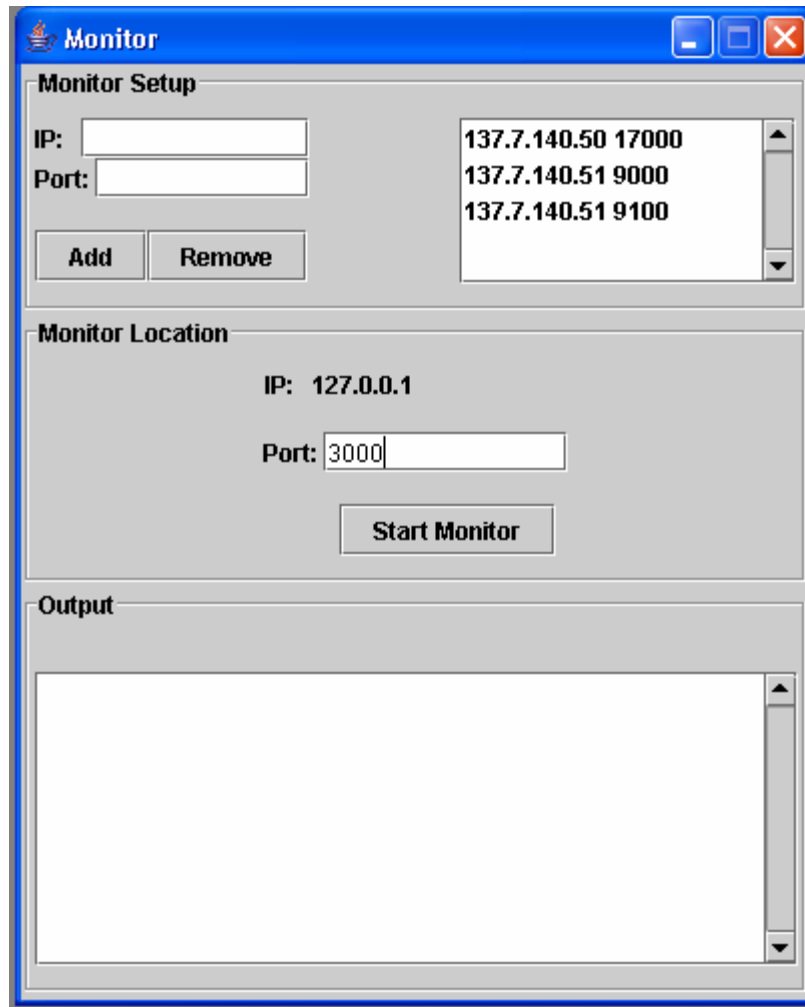 Monitor
Monitor Setup
IP:
Port:
Add
Remove
137.7.140.50 17000
137.7.140.51 9000
137.7.140.51 9100
Monitor Location
IP: 127.0.0.1
Port: 3000
Start Monitor
Output